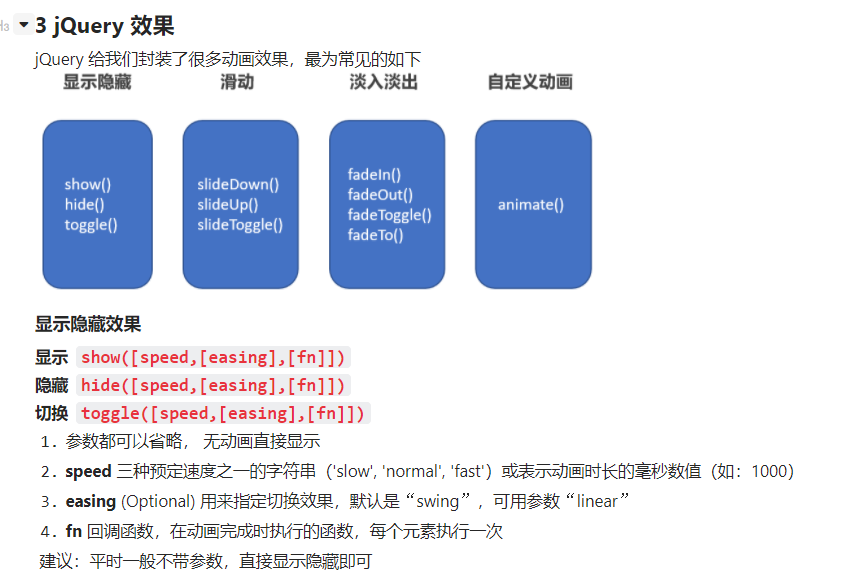 H3
3 jQuery 效果
jQuery 给我们封装了很多动画效果，最为常见的如下
显示隐藏 滑动 淡入淡出 自定义动画
show()
hide()
toggle()
slideDown()
slideUp()
slideToggle()
fadeIn()
fadeOut()
fadeToggle()
fadeTo()
animate()
显示隐藏效果
显示 show([speed,[easing],[fn]])
隐藏 hide([speed,[easing],[fn]])
切换 toggle([speed,[easing],[fn]])
1. 参数都可以省略， 无动画直接显示
2. speed 三种预定速度之一的字符串（'slow', 'normal', 'fast'）或表示动画时长的毫秒数值（如：1000）
3. easing (Optional) 用来指定切换效果，默认是“swing”，可用参数“linear”
4. fn 回调函数，在动画完成时执行的函数，每个元素执行一次
建议：平时一般不带参数，直接显示隐藏即可